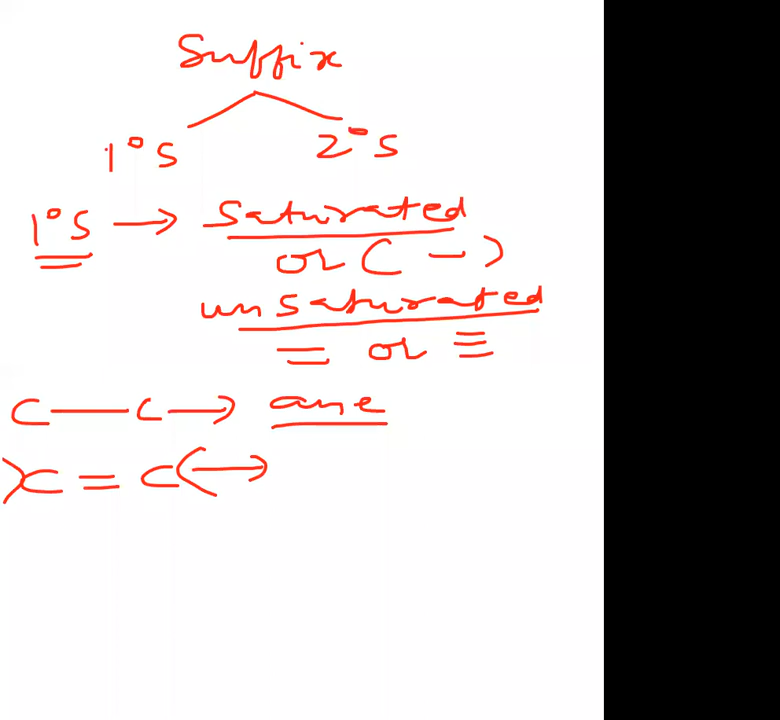 Suffix
1°S 2°S
1°S → Saturated
or (-)
unsaturated
= or ≡
C—C → ane
>C=C< →